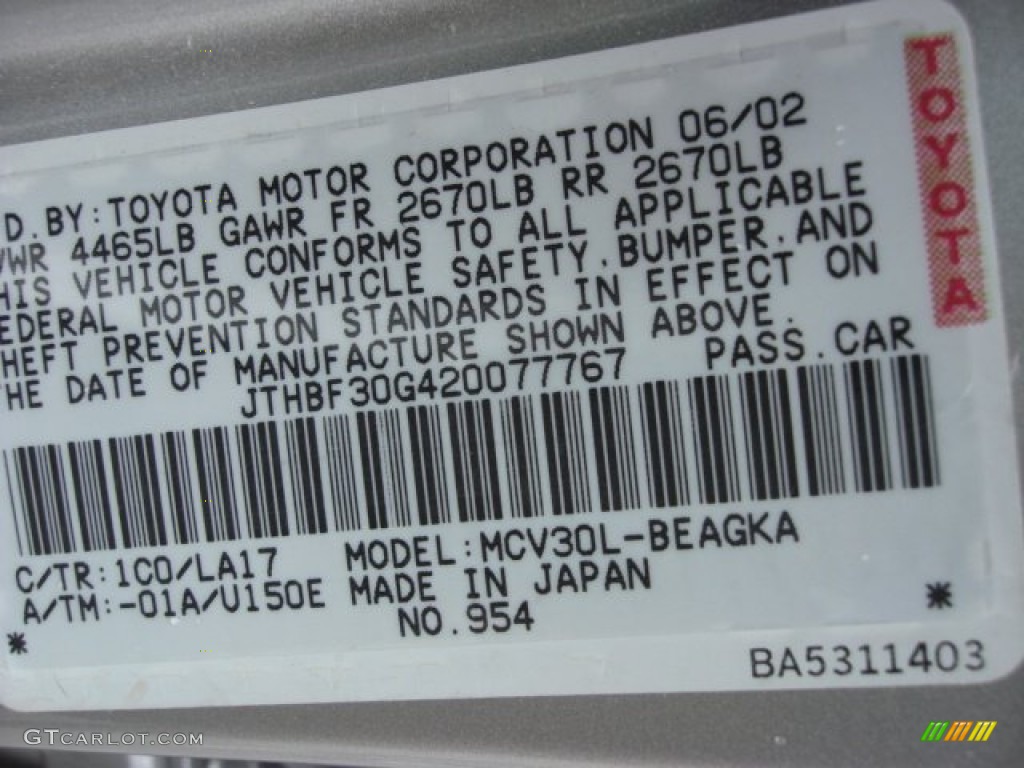 D. BY: TOYOTA MOTOR CORPORATION 06/02
VWR 4465LB GAWR FR 2670LB RR 2670LB
HIS VEHICLE CONFORMS TO ALL APPLICABLE
EDERAL MOTOR VEHICLE SAFETY, BUMPER, AND
HEFT PREVENTION STANDARDS IN EFFECT ON
HE DATE OF MANUFACTURE SHOWN ABOVE.
JTHBF30G420077767 PASS. CAR
C/TR: 1C0/LA17 MODEL: MCV30L-BEAGKA
A/TM: -01A/U150E MADE IN JAPAN
* NO. 954 *
BA5311403
TOYOTA
GTCARLOT.COM